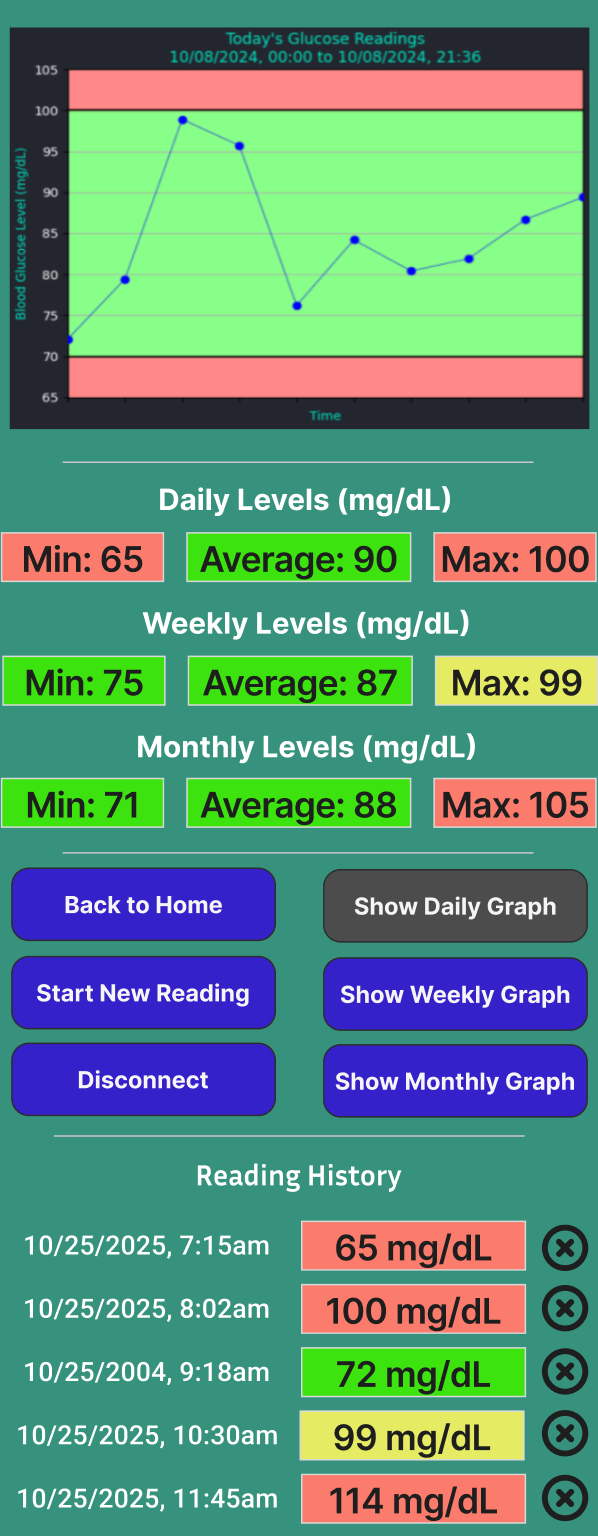 Today's Glucose Readings
10/08/2024, 00:00 to 10/08/2024, 21:36
105
100
95
90
85
80
75
70
65
Blood Glucose Level (mg/dL)
Time
Daily Levels (mg/dL)
Min: 65 Average: 90 Max: 100
Weekly Levels (mg/dL)
Min: 75 Average: 87 Max: 99
Monthly Levels (mg/dL)
Min: 71 Average: 88 Max: 105
Back to Home Show Daily Graph
Start New Reading Show Weekly Graph
Disconnect Show Monthly Graph
Reading History
10/25/2025, 7:15am 65 mg/dL
10/25/2025, 8:02am 100 mg/dL
10/25/2004, 9:18am 72 mg/dL
10/25/2025, 10:30am 99 mg/dL
10/25/2025, 11:45am 114 mg/dL